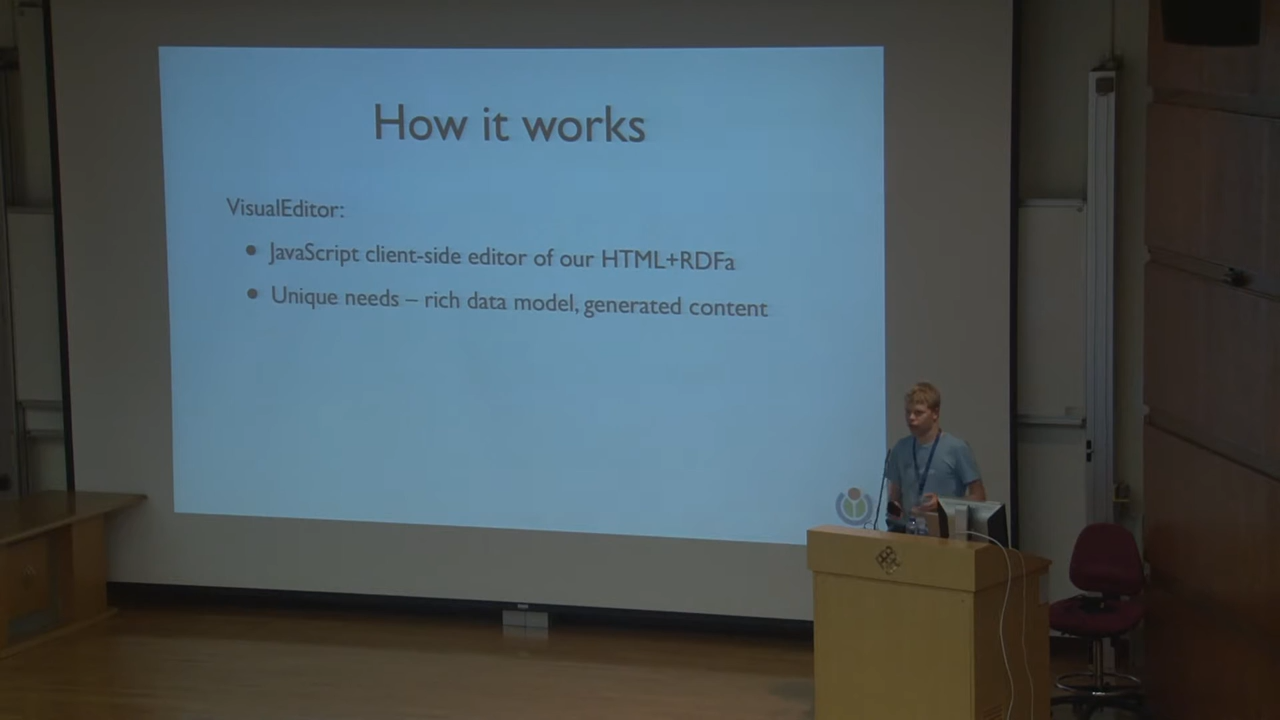 How it works
VisualEditor:
● JavaScript client-side editor of our HTML+RDFa
● Unique needs – rich data model, generated content